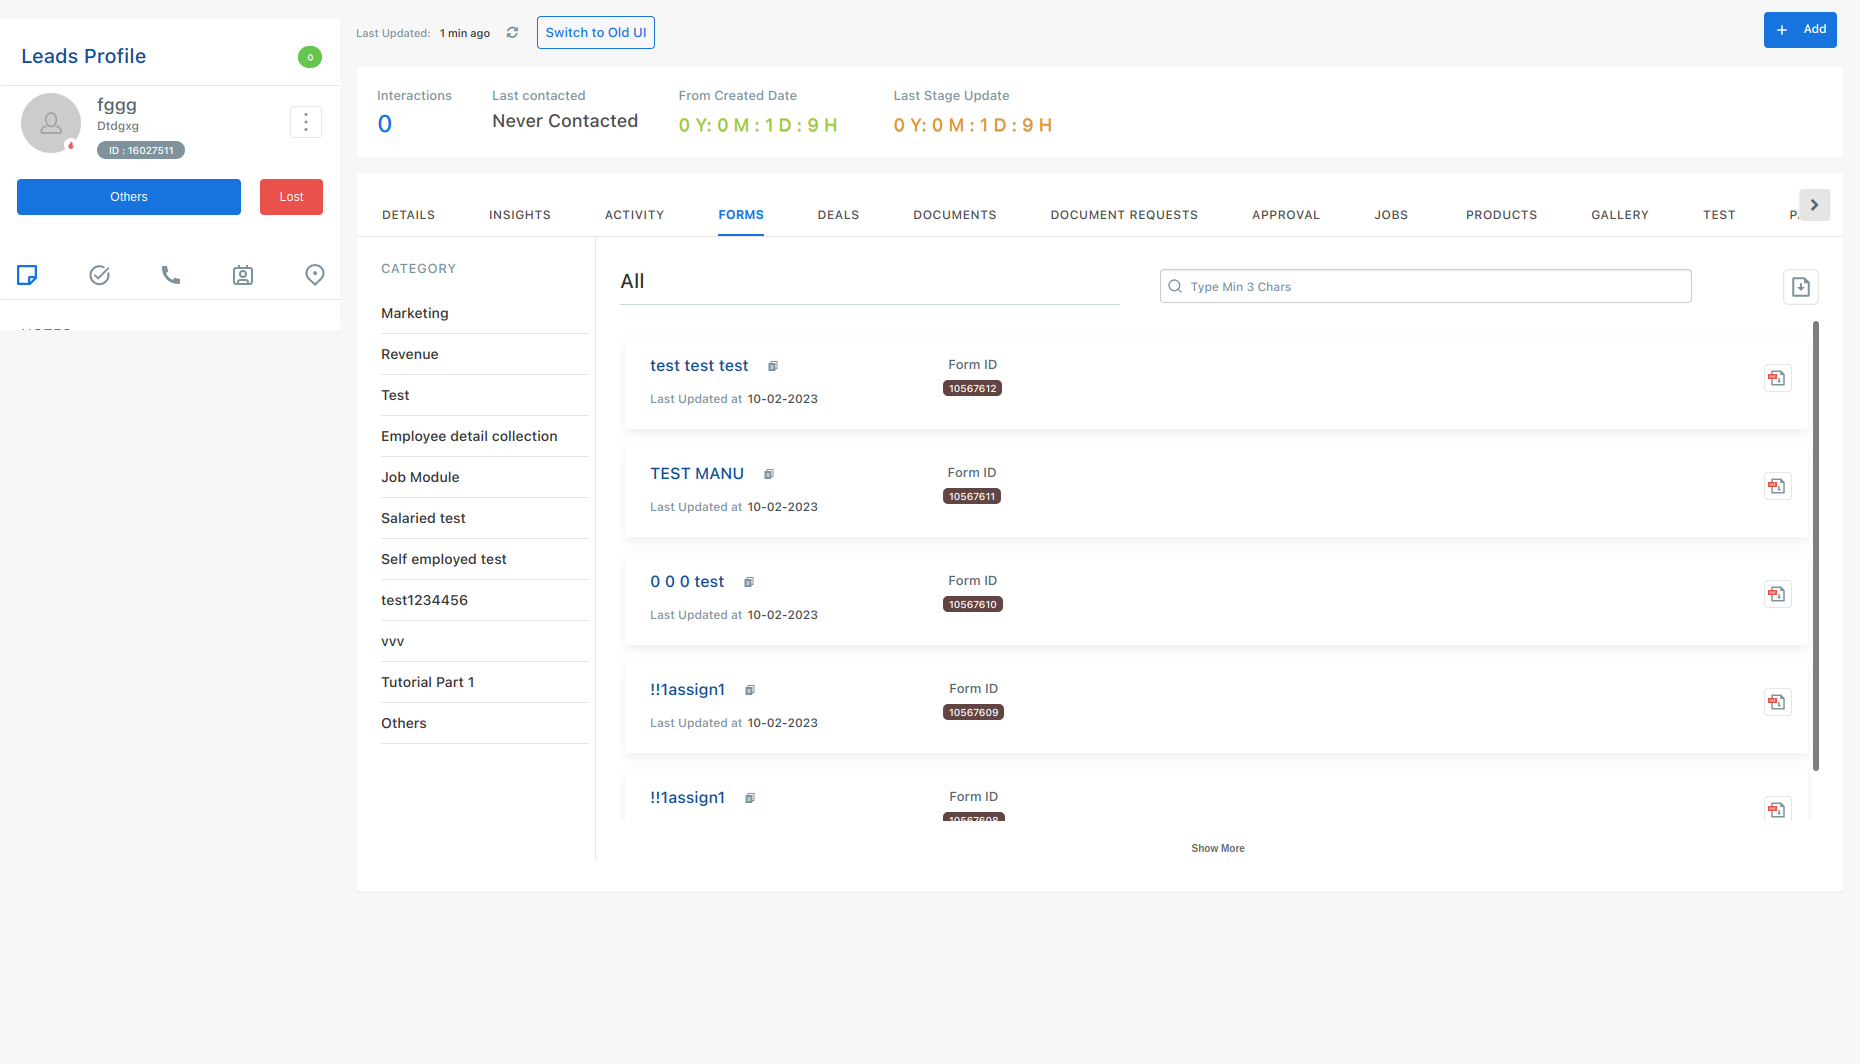 Leads Profile
0
fggg
Dtdgxg
ID : 16027511
Others
Lost
Last Updated: 1 min ago
Switch to Old UI
+ Add
Interactions
0
Last contacted
Never Contacted
From Created Date
0 Y: 0 M : 1 D : 9 H
Last Stage Update
0 Y: 0 M : 1 D : 9 H
DETAILS INSIGHTS ACTIVITY FORMS DEALS DOCUMENTS DOCUMENT REQUESTS APPROVAL JOBS PRODUCTS GALLERY TEST
CATEGORY
Marketing
Revenue
Test
Employee detail collection
Job Module
Salaried test
Self employed test
test1234456
vvv
Tutorial Part 1
Others
All
Type Min 3 Chars
test test test
Last Updated at 10-02-2023
Form ID
10567612
TEST MANU
Last Updated at 10-02-2023
Form ID
10567611
0 0 0 test
Last Updated at 10-02-2023
Form ID
10567610
!!1assign1
Last Updated at 10-02-2023
Form ID
10567609
!!1assign1
Form ID
10567608
Show More